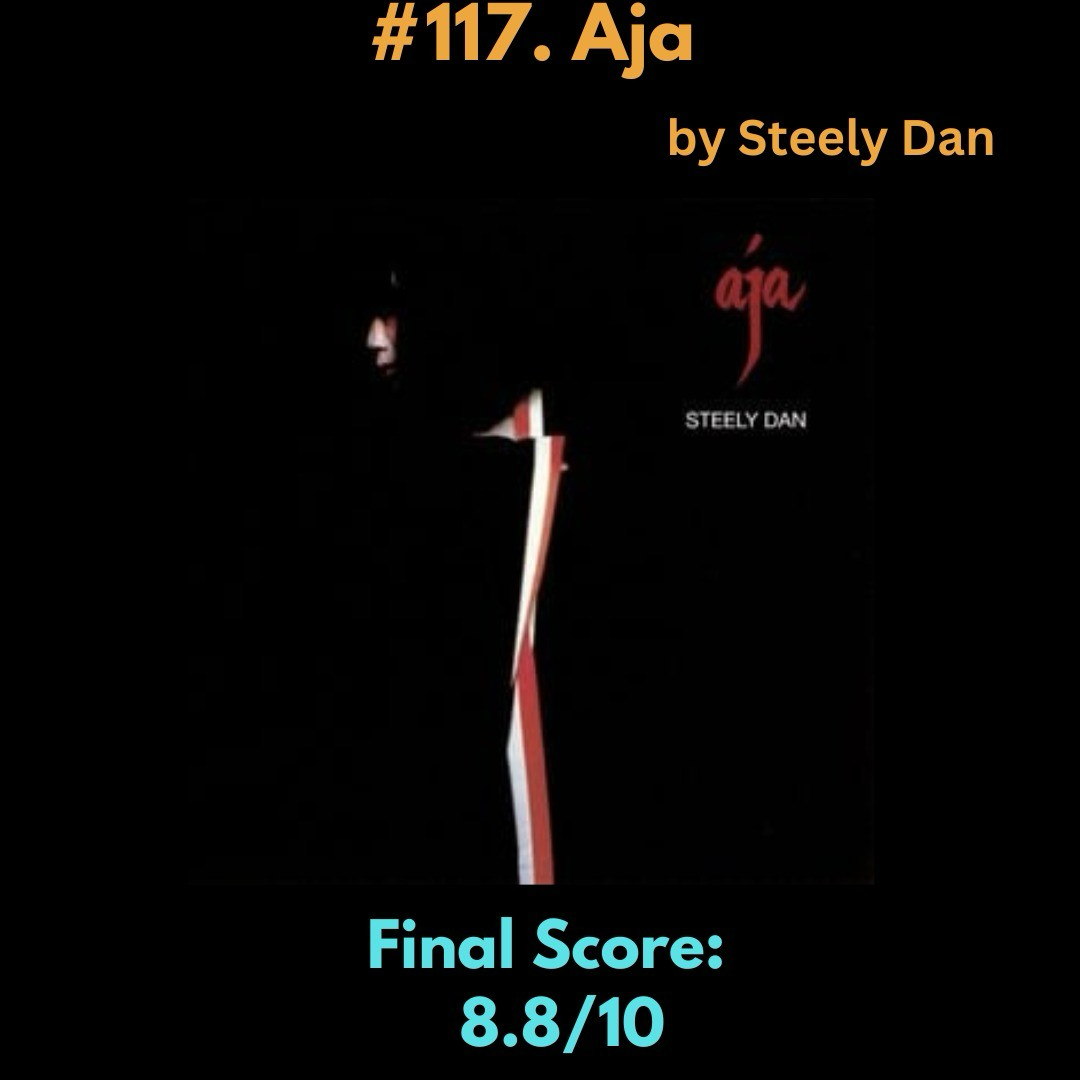 #117. Aja
by Steely Dan
aja
STEELY DAN
Final Score:
8.8/10